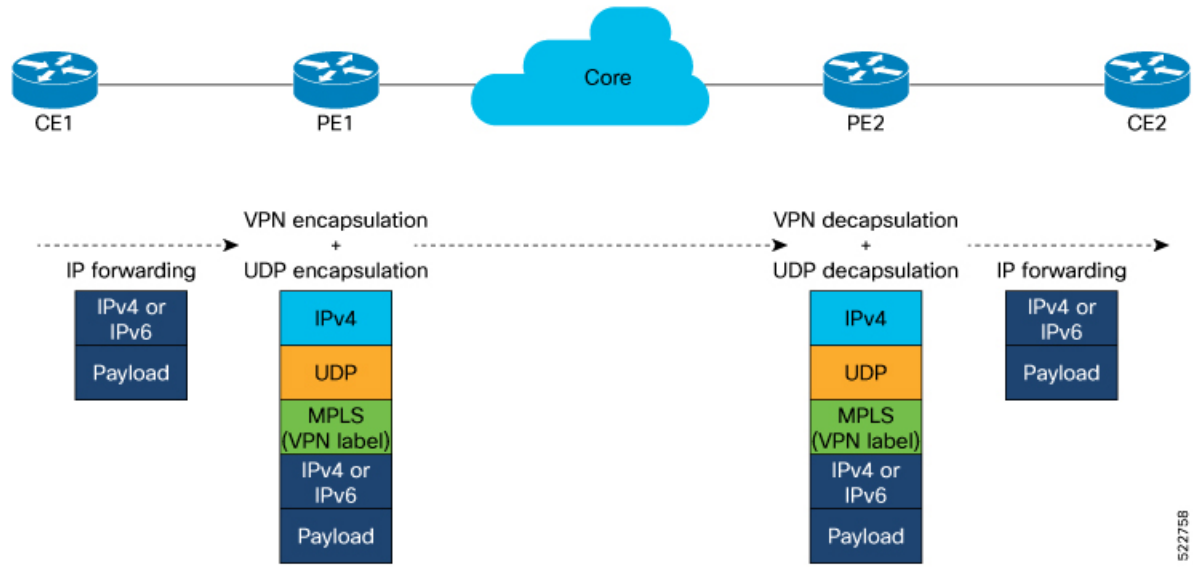 Core
CE1
PE1
PE2
CE2
VPN encapsulation
+
UDP encapsulation
VPN decapsulation
+
UDP decapsulation
IP forwarding
IPv4 or
IPv6
Payload
IPv4
UDP
MPLS
(VPN label)
IPv4 or
IPv6
Payload
IPv4
UDP
MPLS
(VPN label)
IPv4 or
IPv6
Payload
IP forwarding
IPv4 or
IPv6
Payload
522758